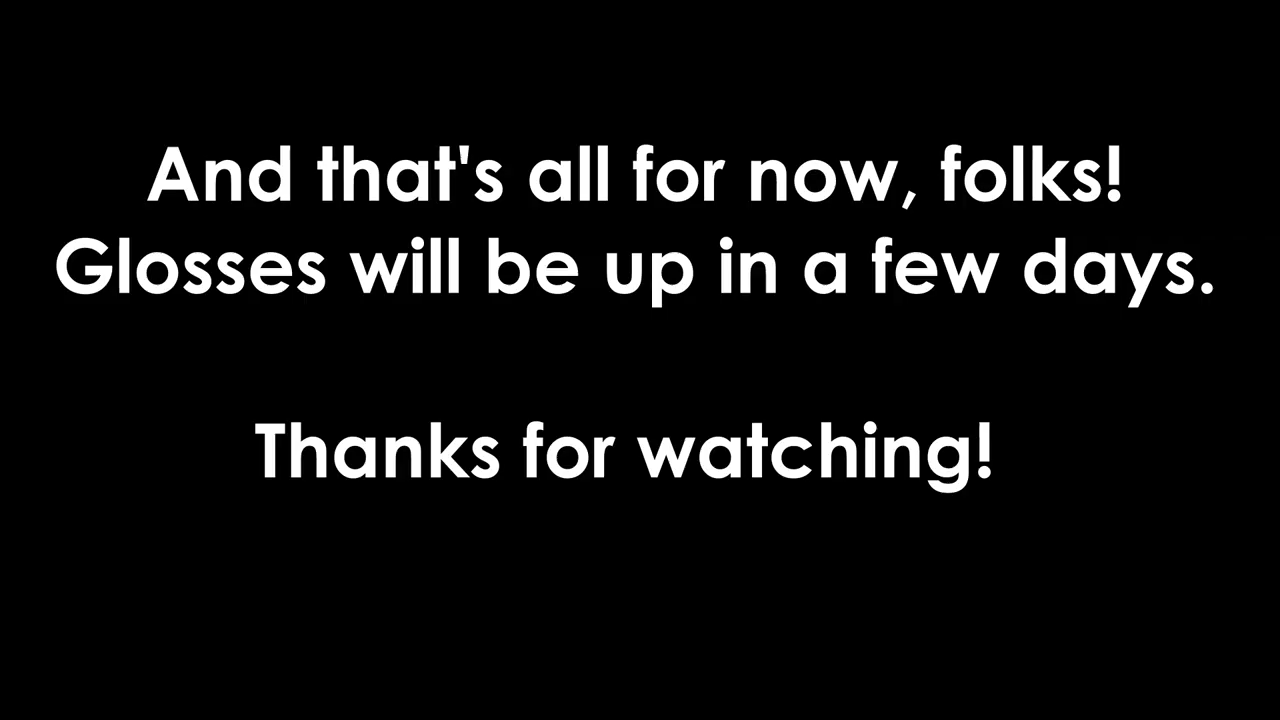 And that's all for now, folks!
Glosses will be up in a few days.
Thanks for watching!